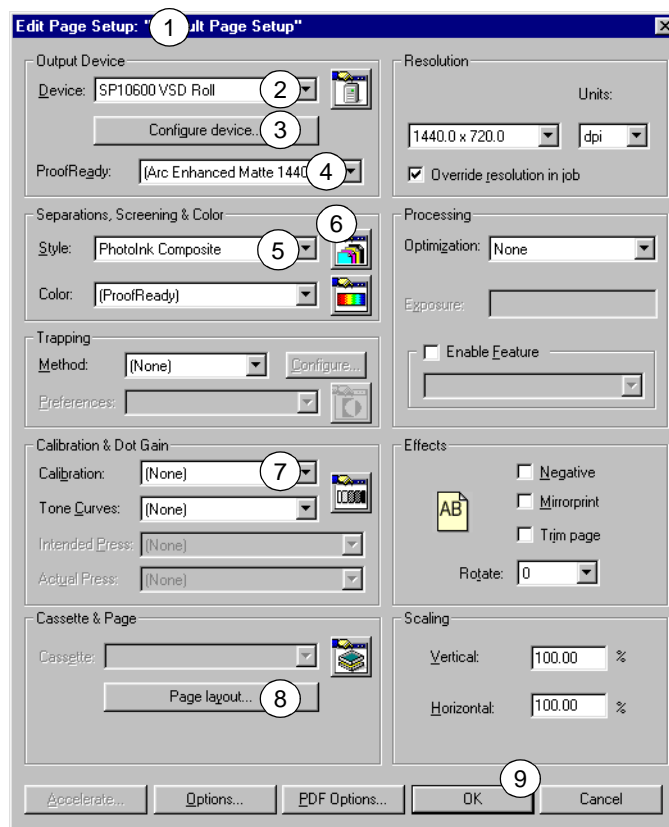 Edit Page Setup: " 1 ult Page Setup"
Output Device
Device: SP10600 VSD Roll 2
Configure device... 3
ProofReady: (Arc Enhanced Matte 1440 4
Resolution
Units:
1440.0 x 720.0 dpi
Override resolution in job
Separations, Screening & Color 6
Style: PhotoInk Composite 5
Color: (ProofReady)
Processing
Optimization: None
Exposure:
Enable Feature
Trapping
Method: (None) Configure...
Preferences:
Calibration & Dot Gain
Calibration: (None) 7
Tone Curves: (None)
Intended Press: (None)
Actual Press: (None)
Effects
AB
Negative
Mirrorprint
Trim page
Rotate: 0
Cassette & Page
Cassette:
Page layout... 8
Scaling
Vertical: 100.00 %
Horizontal: 100.00 %
9
Accelerate... Options... PDF Options... OK Cancel